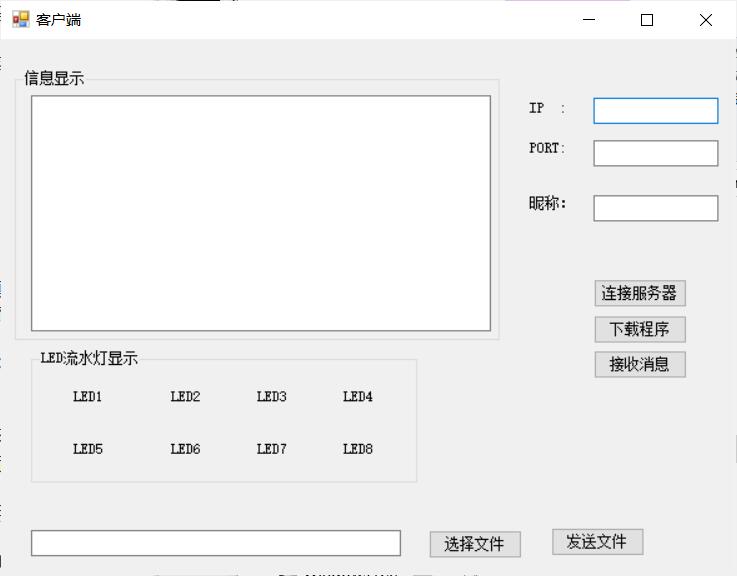 客户端
信息显示
IP :
PORT:
昵称:
连接服务器
下载程序
接收消息
LED流水灯显示
LED1 LED2 LED3 LED4
LED5 LED6 LED7 LED8
选择文件 发送文件